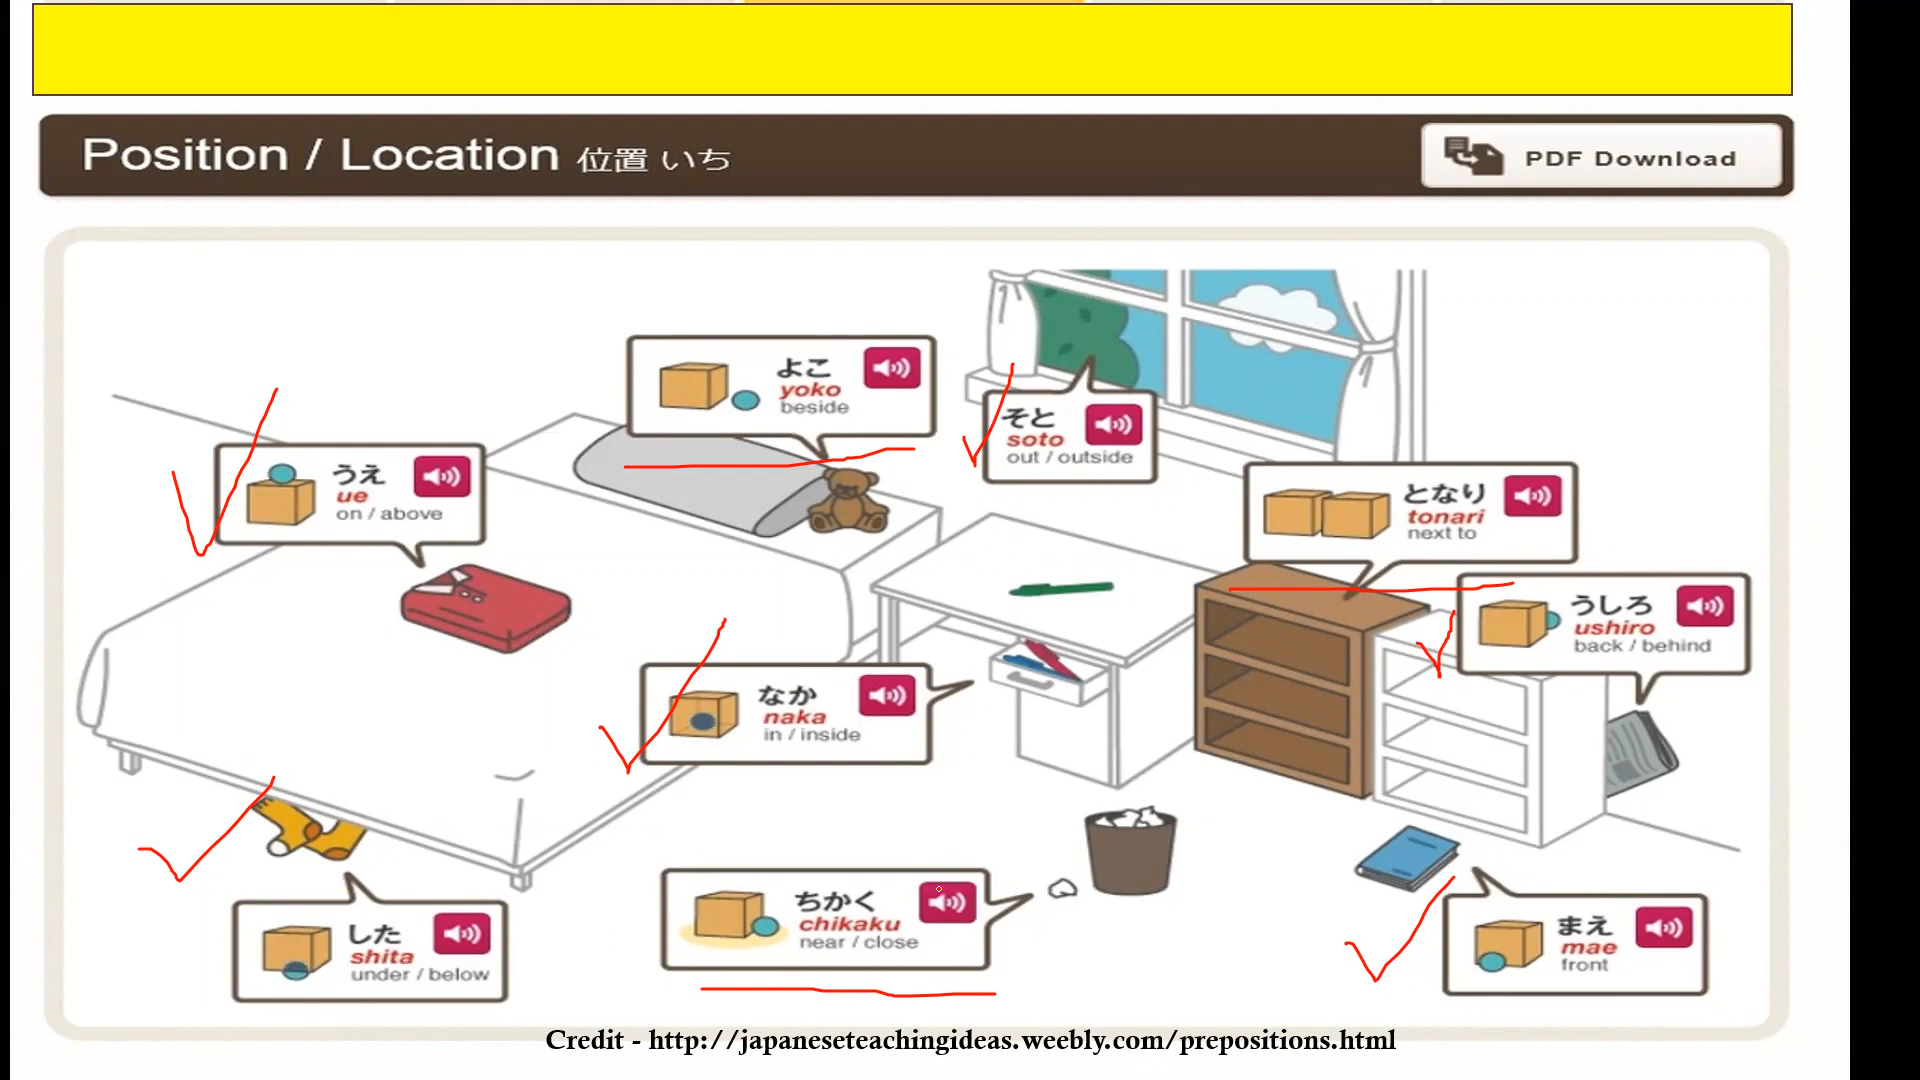 Position / Location 位置 いち
PDF Download
よこ
yoko
beside
そと
soto
out / outside
うえ
ue
on / above
となり
tonari
next to
うしろ
ushiro
back / behind
なか
naka
in / inside
ちかく
chikaku
near / close
した
shita
under / below
まえ
mae
front
Credit - http://japaneseteachingideas.weebly.com/prepositions.html